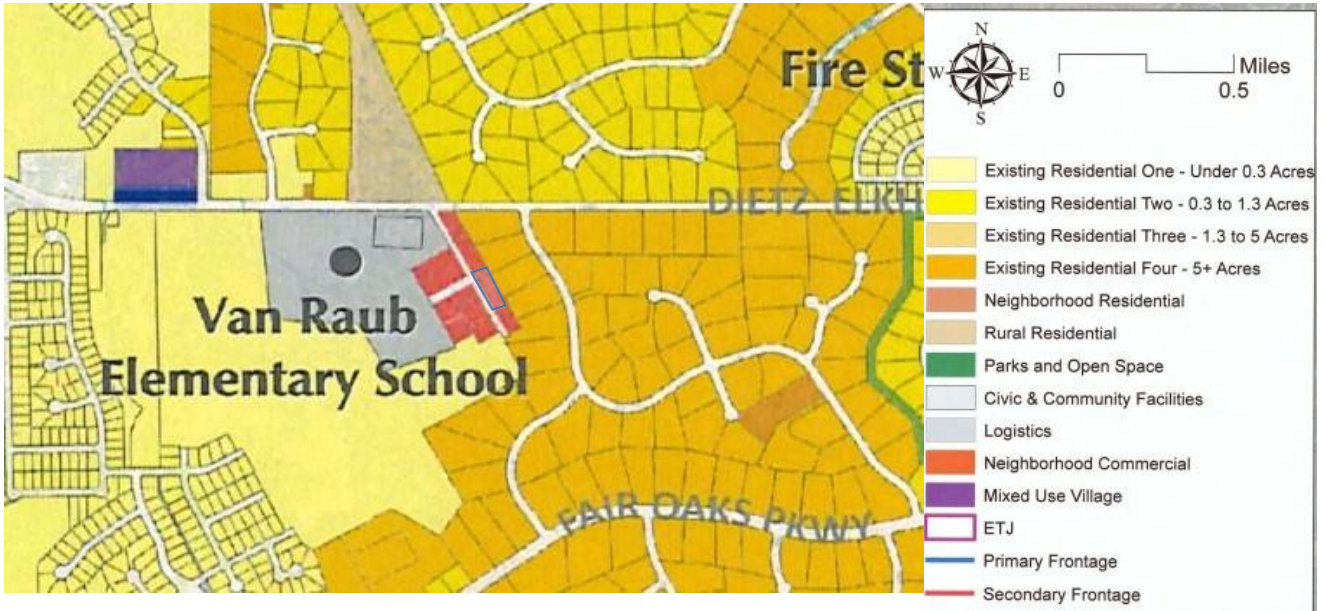 Fire St
DIETZ ELKH
Van Raub
Elementary School
FAIR OAKS PKWY
N
W
E
S
Miles
0
0.5
Existing Residential One - Under 0.3 Acres
Existing Residential Two - 0.3 to 1.3 Acres
Existing Residential Three - 1.3 to 5 Acres
Existing Residential Four - 5+ Acres
Neighborhood Residential
Rural Residential
Parks and Open Space
Civic & Community Facilities
Logistics
Neighborhood Commercial
Mixed Use Village
ETJ
Primary Frontage
Secondary Frontage